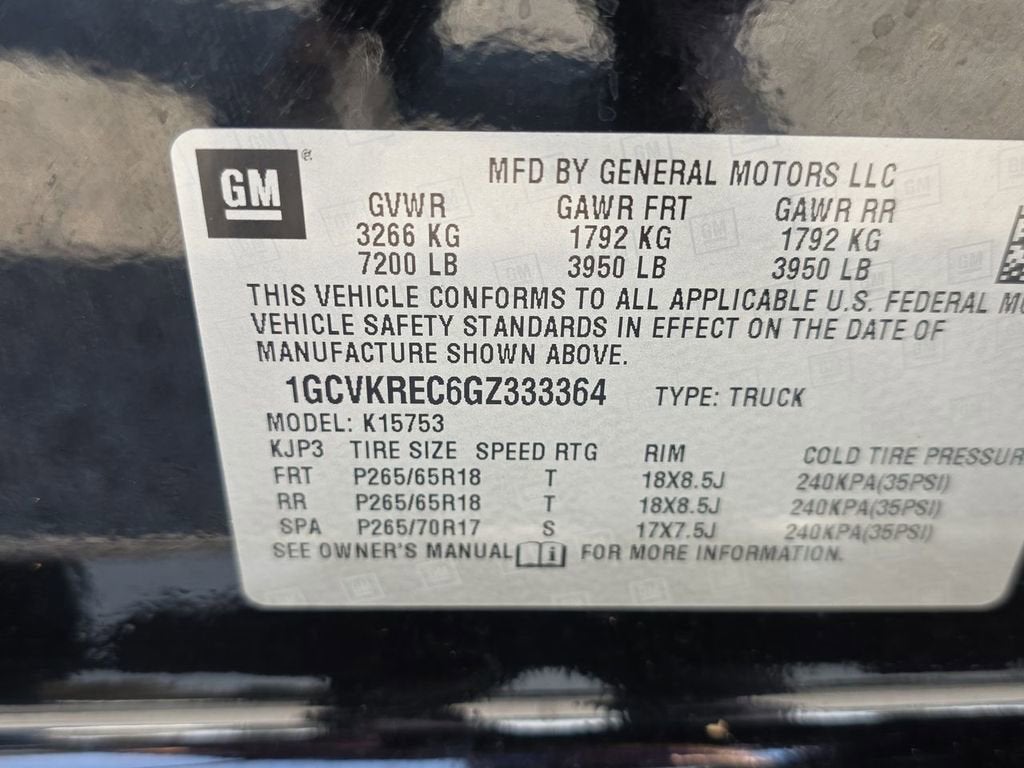 GM ®
MFD BY GENERAL MOTORS LLC
GVWR GAWR FRT GAWR RR
3266 KG 1792 KG 1792 KG
7200 LB 3950 LB 3950 LB
THIS VEHICLE CONFORMS TO ALL APPLICABLE U.S. FEDERAL
VEHICLE SAFETY STANDARDS IN EFFECT ON THE DATE OF
MANUFACTURE SHOWN ABOVE.
1GCVKREC6GZ333364 TYPE: TRUCK
MODEL: K15753
KJP3 TIRE SIZE SPEED RTG RIM COLD TIRE PRESSUR
FRT P265/65R18 T 18X8.5J 240KPA(35PSI)
RR P265/65R18 T 18X8.5J 240KPA(35PSI)
SPA P265/70R17 S 17X7.5J 240KPA(35PSI)
SEE OWNER'S MANUAL i FOR MORE INFORMATION.